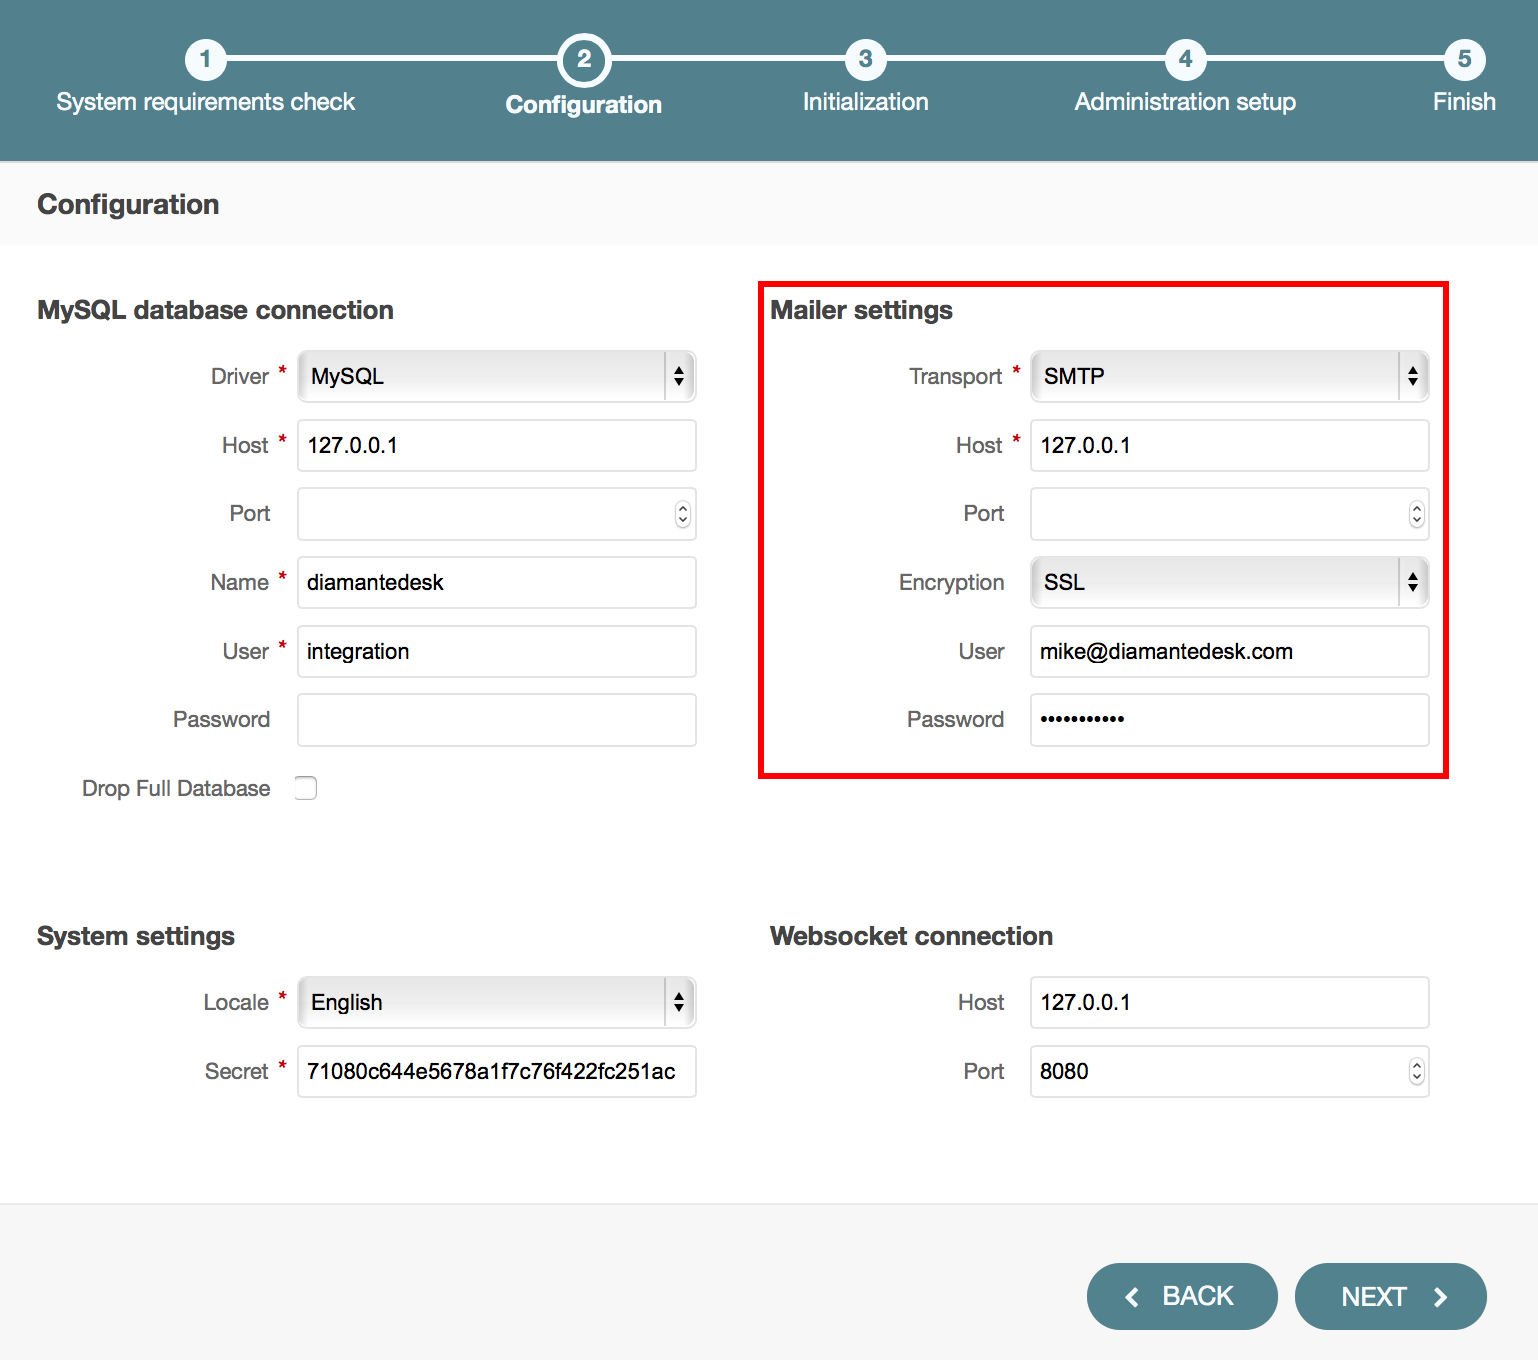 1
System requirements check
2
Configuration
3
Initialization
4
Administration setup
5
Finish
Configuration
MySQL database connection
Driver * MySQL
Host * 127.0.0.1
Port
Name * diamantedesk
User * integration
Password
Drop Full Database
Mailer settings
Transport * SMTP
Host * 127.0.0.1
Port
Encryption SSL
User mike@diamantedesk.com
Password •••••••••••
System settings
Locale * English
Secret * 71080c644e5678a1f7c76f422fc251ac
Websocket connection
Host 127.0.0.1
Port 8080
BACK
NEXT